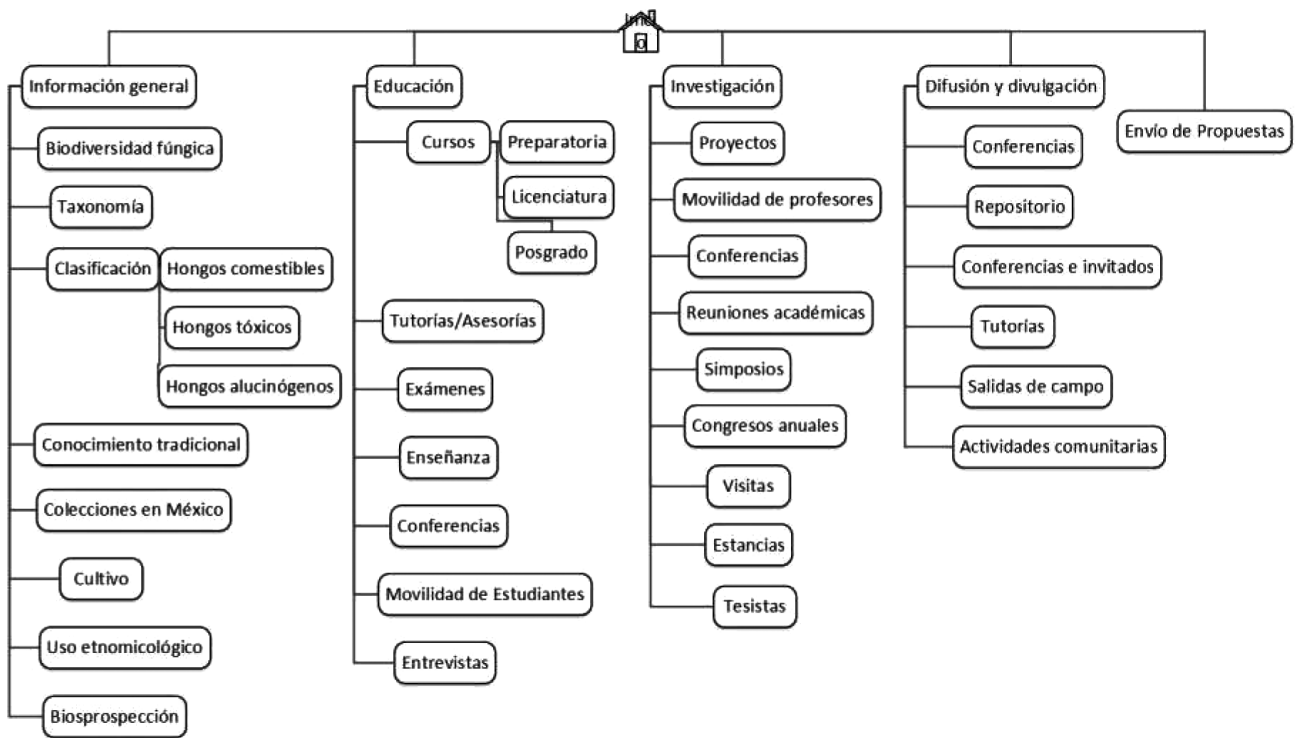 Información general
Biodiversidad fúngica
Taxonomía
Clasificación
Hongos comestibles
Hongos tóxicos
Hongos alucinógenos
Conocimiento tradicional
Colecciones en México
Cultivo
Uso etnomicológico
Biosprospección
Educación
Cursos
Preparatoria
Licenciatura
Posgrado
Tutorías/Asesorías
Exámenes
Enseñanza
Conferencias
Movilidad de Estudiantes
Entrevistas
Investigación
Proyectos
Movilidad de profesores
Conferencias
Reuniones académicas
Simposios
Congresos anuales
Visitas
Estancias
Tesistas
Difusión y divulgación
Conferencias
Repositorio
Conferencias e invitados
Tutorías
Salidas de campo
Actividades comunitarias
Envío de Propuestas